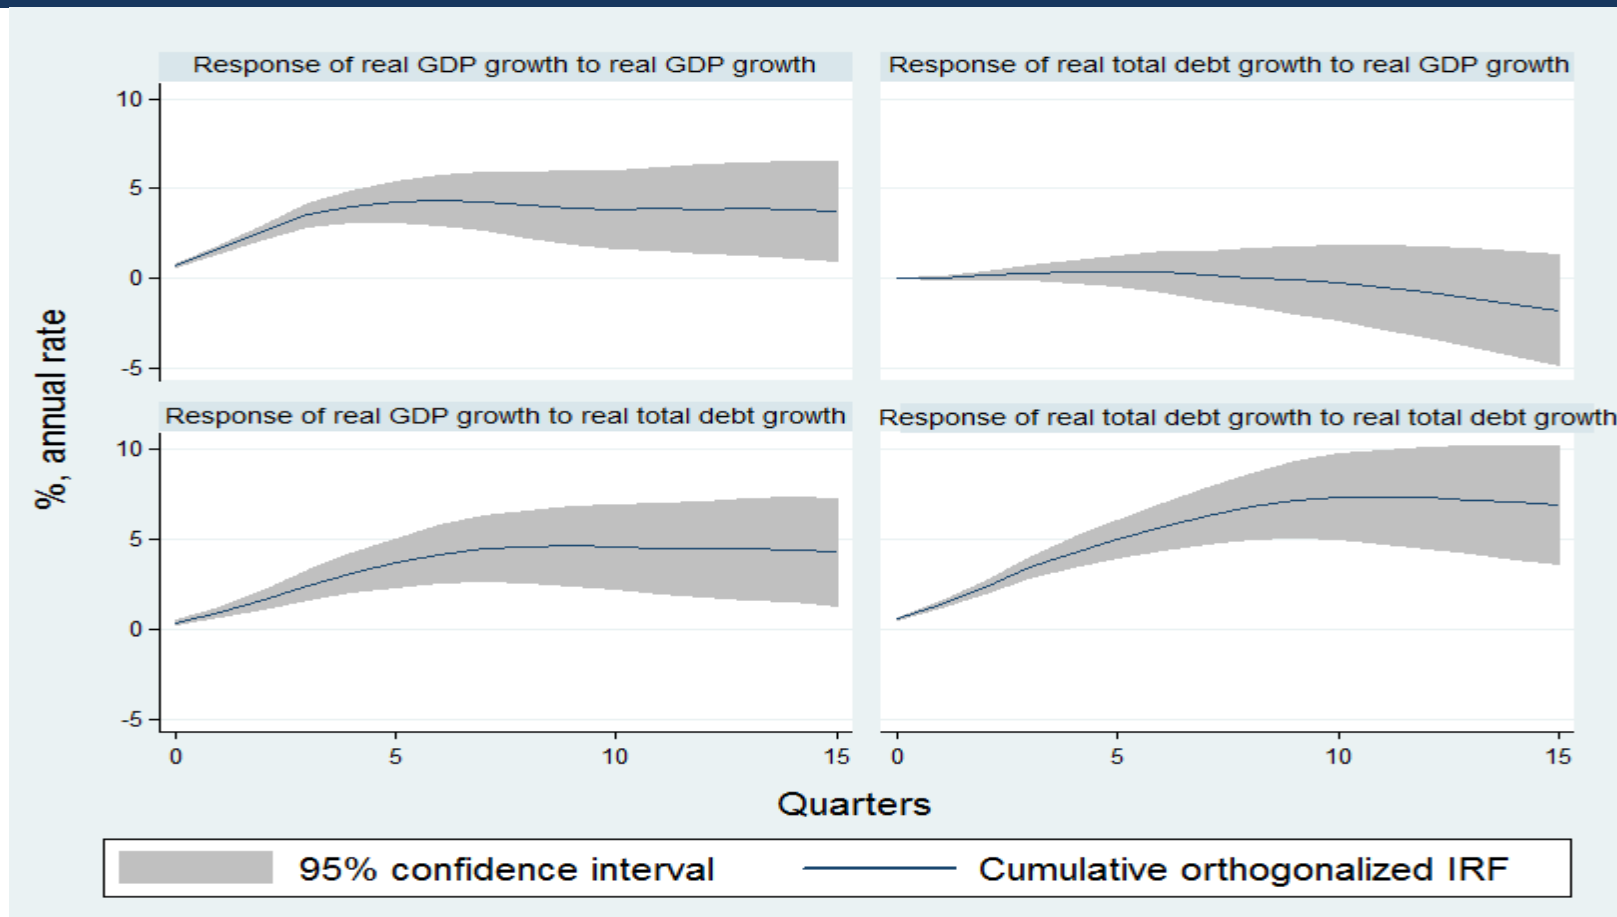 Response of real GDP growth to real GDP growth
Response of real total debt growth to real GDP growth
10
5
0
-5
Response of real GDP growth to real total debt growth
Response of real total debt growth to real total debt growth
10
5
0
-5
%, annual rate
0 5 10 15
0 5 10 15
Quarters
95% confidence interval
Cumulative orthogonalized IRF